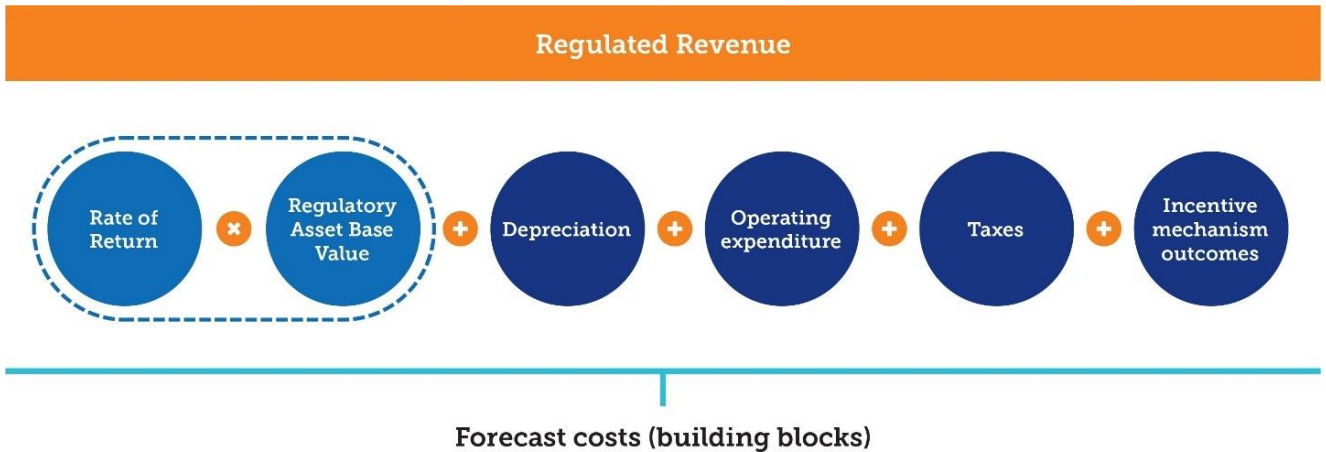 Regulated Revenue
Rate of
Return
×
Regulatory
Asset Base
Value
+
Depreciation
+
Operating
expenditure
+
Taxes
+
Incentive
mechanism
outcomes
Forecast costs (building blocks)